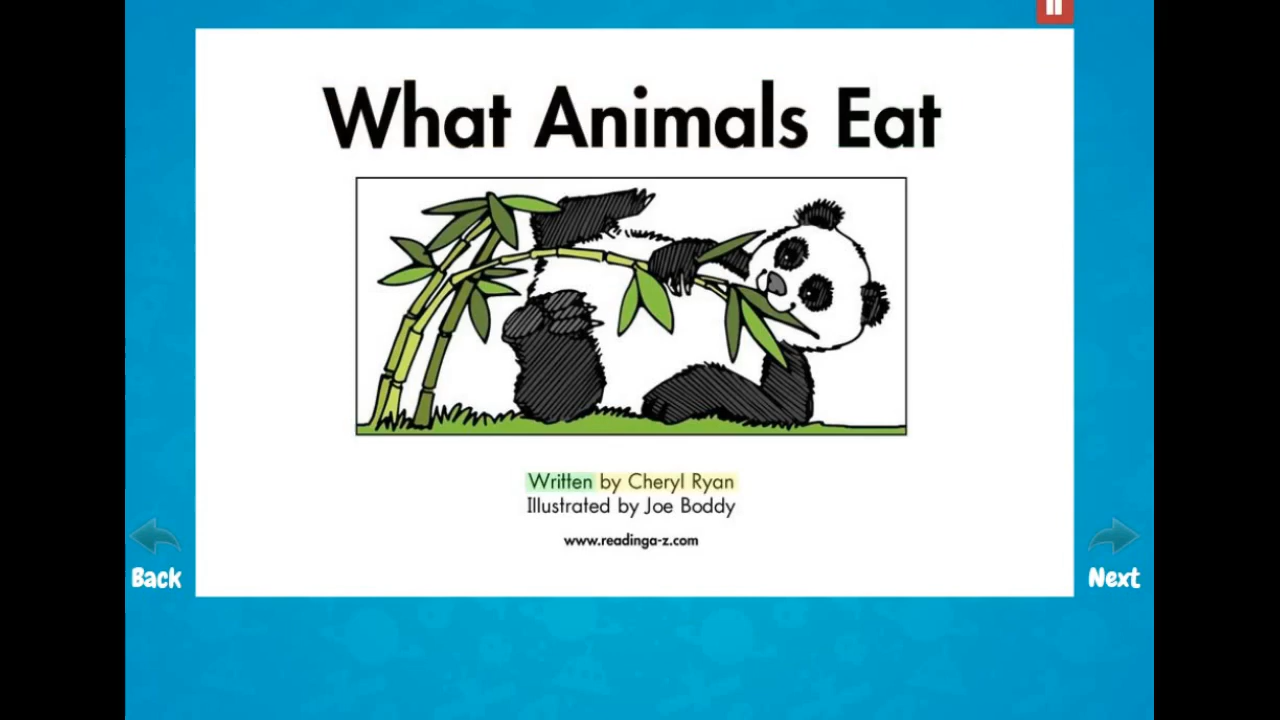 What Animals Eat
Written by Cheryl Ryan
Illustrated by Joe Boddy
www.readinga-z.com
Back
Next